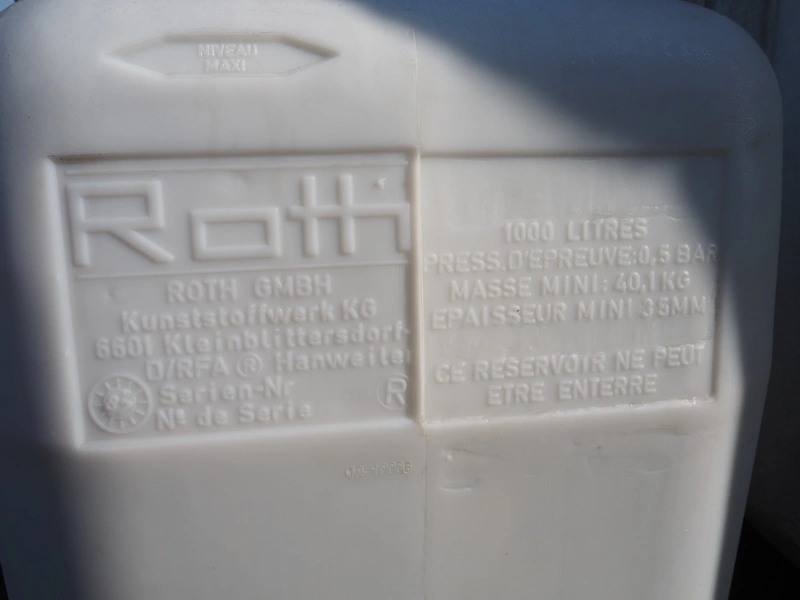 NIVEAU
MAXI
Roth
ROTH GMBH
Kunststoffwerk KG
6601 Kleinblittersdorf-
D/RFA ® Hanweiler
Serien-Nr
Nº de Serie
R
1000 LITRES
PRESS.D'EPREUVE:0,5 BAR
MASSE MINI: 40,1KG
EPAISSEUR MINI 35MM
CE RESERVOIR NE PEUT
ETRE ENTERRE